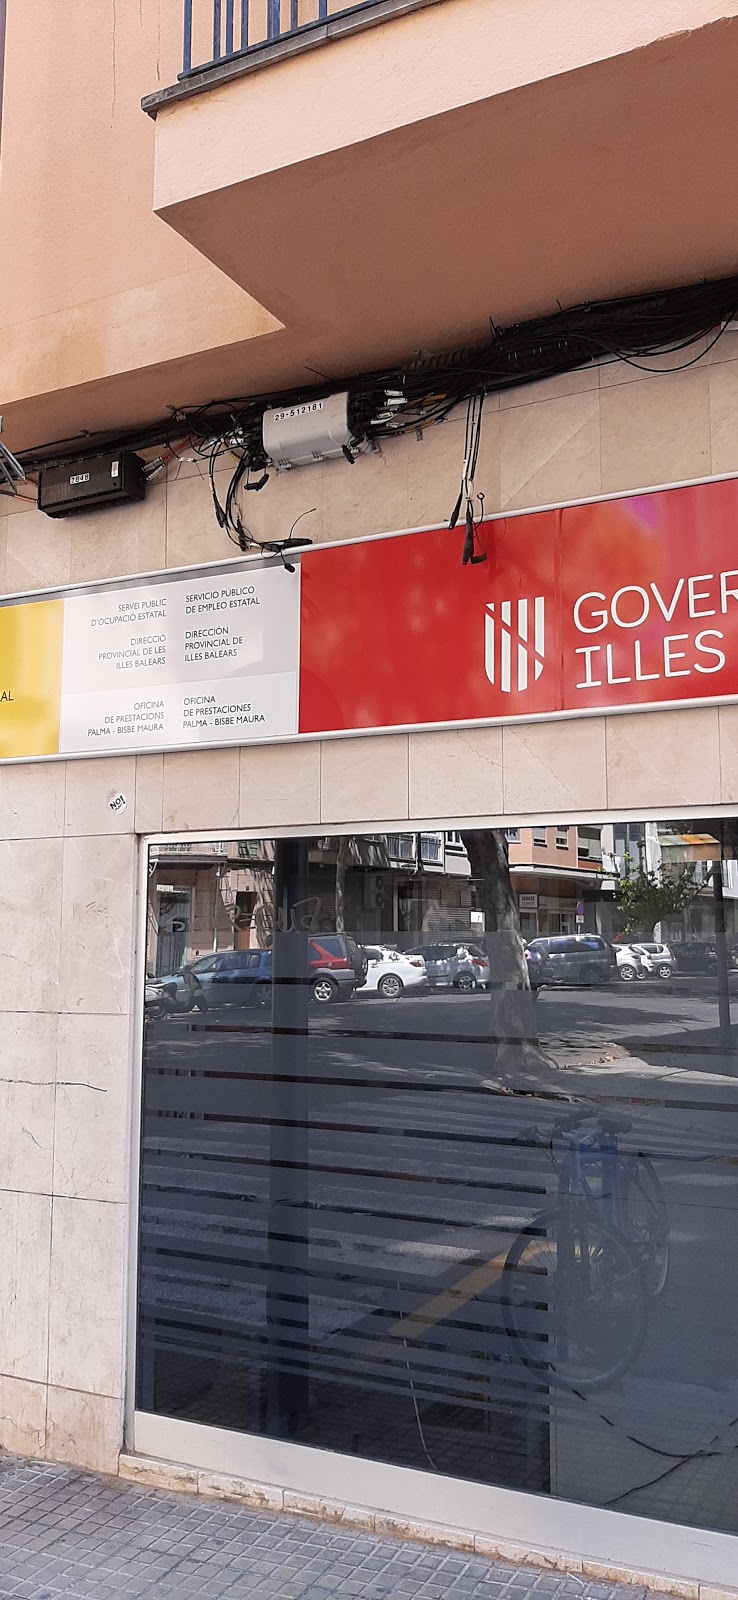 29-512181
2848
AL
SERVEI PÚBLIC
D'OCUPACIÓ ESTATAL
DIRECCIÓ
PROVINCIAL DE LES
ILLES BALEARS
OFICINA
DE PRESTACIONS
PALMA - BISBE MAURA
SERVICIO PÚBLICO
DE EMPLEO ESTATAL
DIRECCIÓN
PROVINCIAL DE
ILLES BALEARS
OFICINA
DE PRESTACIONES
PALMA - BISBE MAURA
GOVER
ILLES
NO!